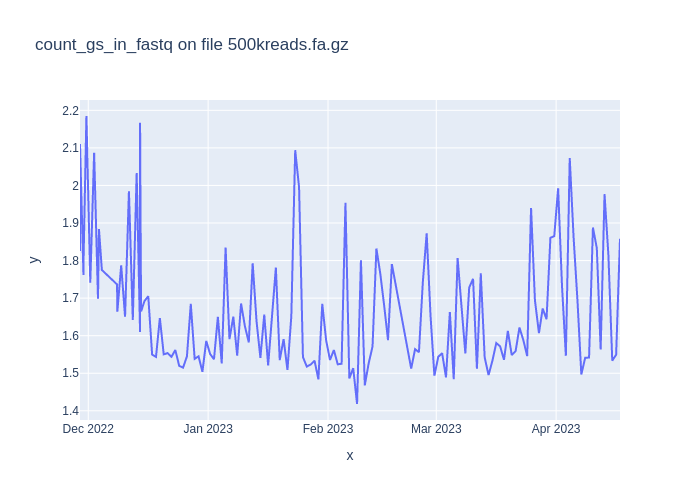 count_gs_in_fastq on file 500kreads.fa.gz
2.2
2.1
2
1.9
1.8
1.7
1.6
1.5
1.4
y
Dec 2022 Jan 2023 Feb 2023 Mar 2023 Apr 2023
x